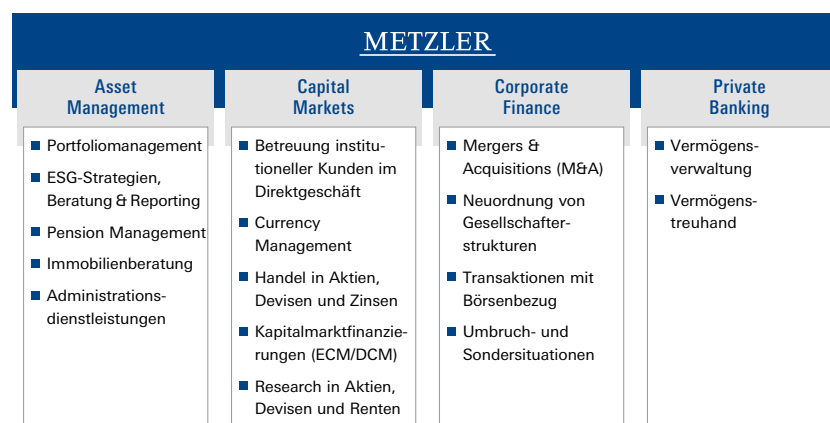 METZLER
Asset
Management
Portfoliomanagement
ESG-Strategien,
Beratung & Reporting
Pension Management
Immobilienberatung
Administrations-
dienstleistungen
Capital
Markets
Betreuung institu-
tioneller Kunden im
Direktgeschäft
Currency
Management
Handel in Aktien,
Devisen und Zinsen
Kapitalmarktfinanzie-
rungen (ECM/DCM)
Research in Aktien,
Devisen und Renten
Corporate
Finance
Mergers &
Acquisitions (M&A)
Neuordnung von
Gesellschafter-
strukturen
Transaktionen mit
Börsenbezug
Umbruch- und
Sondersituationen
Private
Banking
Vermögens-
verwaltung
Vermögens-
treuhand